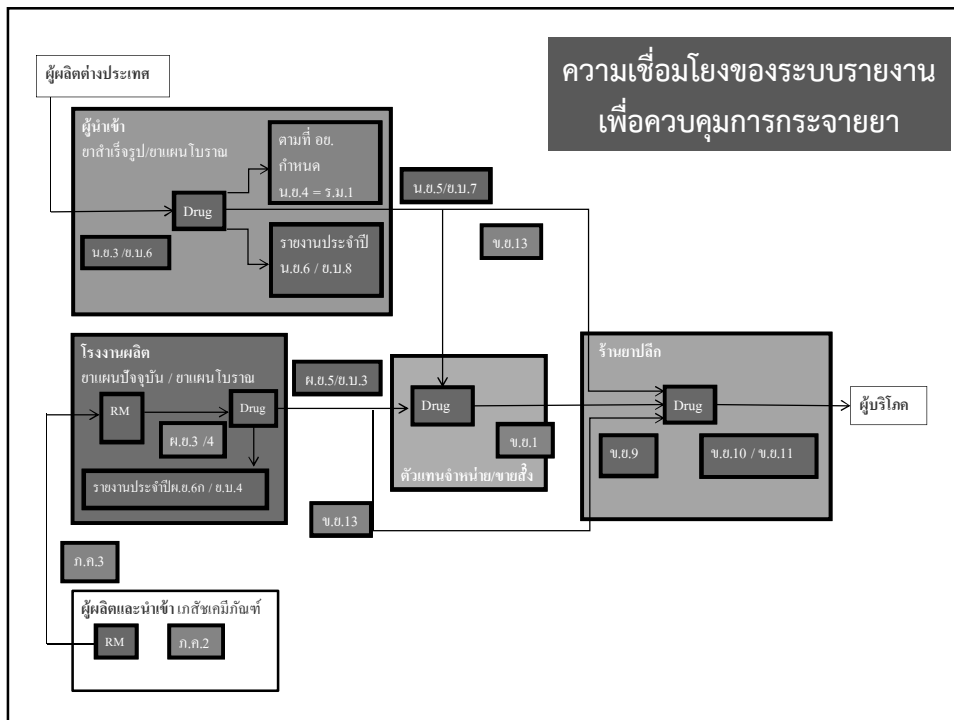 ความเชื่อมโยงของระบบรายงาน
เพื่อควบคุมการกระจายยา
ผู้ผลิตต่างประเทศ
ผู้นำเข้า
ยาสำเร็จรูป/ยาแผนโบราณ
ตามที่ อย.
กำหนด
น.ย.4 = ร.ม.1
Drug
น.ย.3 /ย.บ.6
รายงานประจำปี
น.ย.6 / ย.บ.8
น.ย.5/ย.บ.7
ข.ย.13
โรงงานผลิต
ยาแผนปัจจุบัน / ยาแผนโบราณ
RM
Drug
ผ.ย.3 /4
รายงานประจำปีผ.ย.6ก / ย.บ.4
ผ.ย.5/ย.บ.3
Drug
ข.ย.1
3
ตัวแทนจำหน่าย/ขายส่ง
ข.ย.13
ร้านยาปลีก
Drug
ข.ย.9
ข.ย.10 / ข.ย.11
ผู้บริโภค
ภ.ค.3
ผู้ผลิตและนำเข้า เภสัชเคมีภัณฑ์
RM
ภ.ค.2